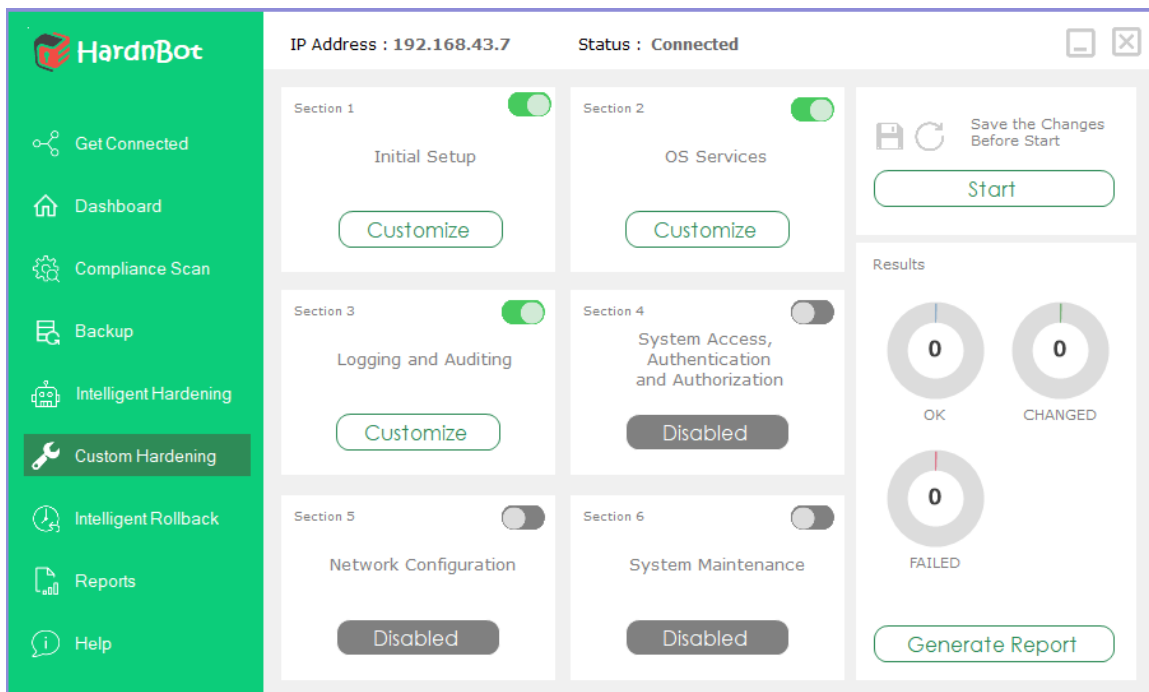 HardnBot
IP Address : 192.168.43.7
Status : Connected
Get Connected
Dashboard
Compliance Scan
Backup
Intelligent Hardening
Custom Hardening
Intelligent Rollback
Reports
Help
Section 1
Initial Setup
Customize
Section 2
OS Services
Customize
Section 3
Logging and Auditing
Customize
Section 4
System Access,
Authentication
and Authorization
Disabled
Section 5
Network Configuration
Disabled
Section 6
System Maintenance
Disabled
Save the Changes
Before Start
Start
Results
0
OK
0
CHANGED
0
FAILED
Generate Report